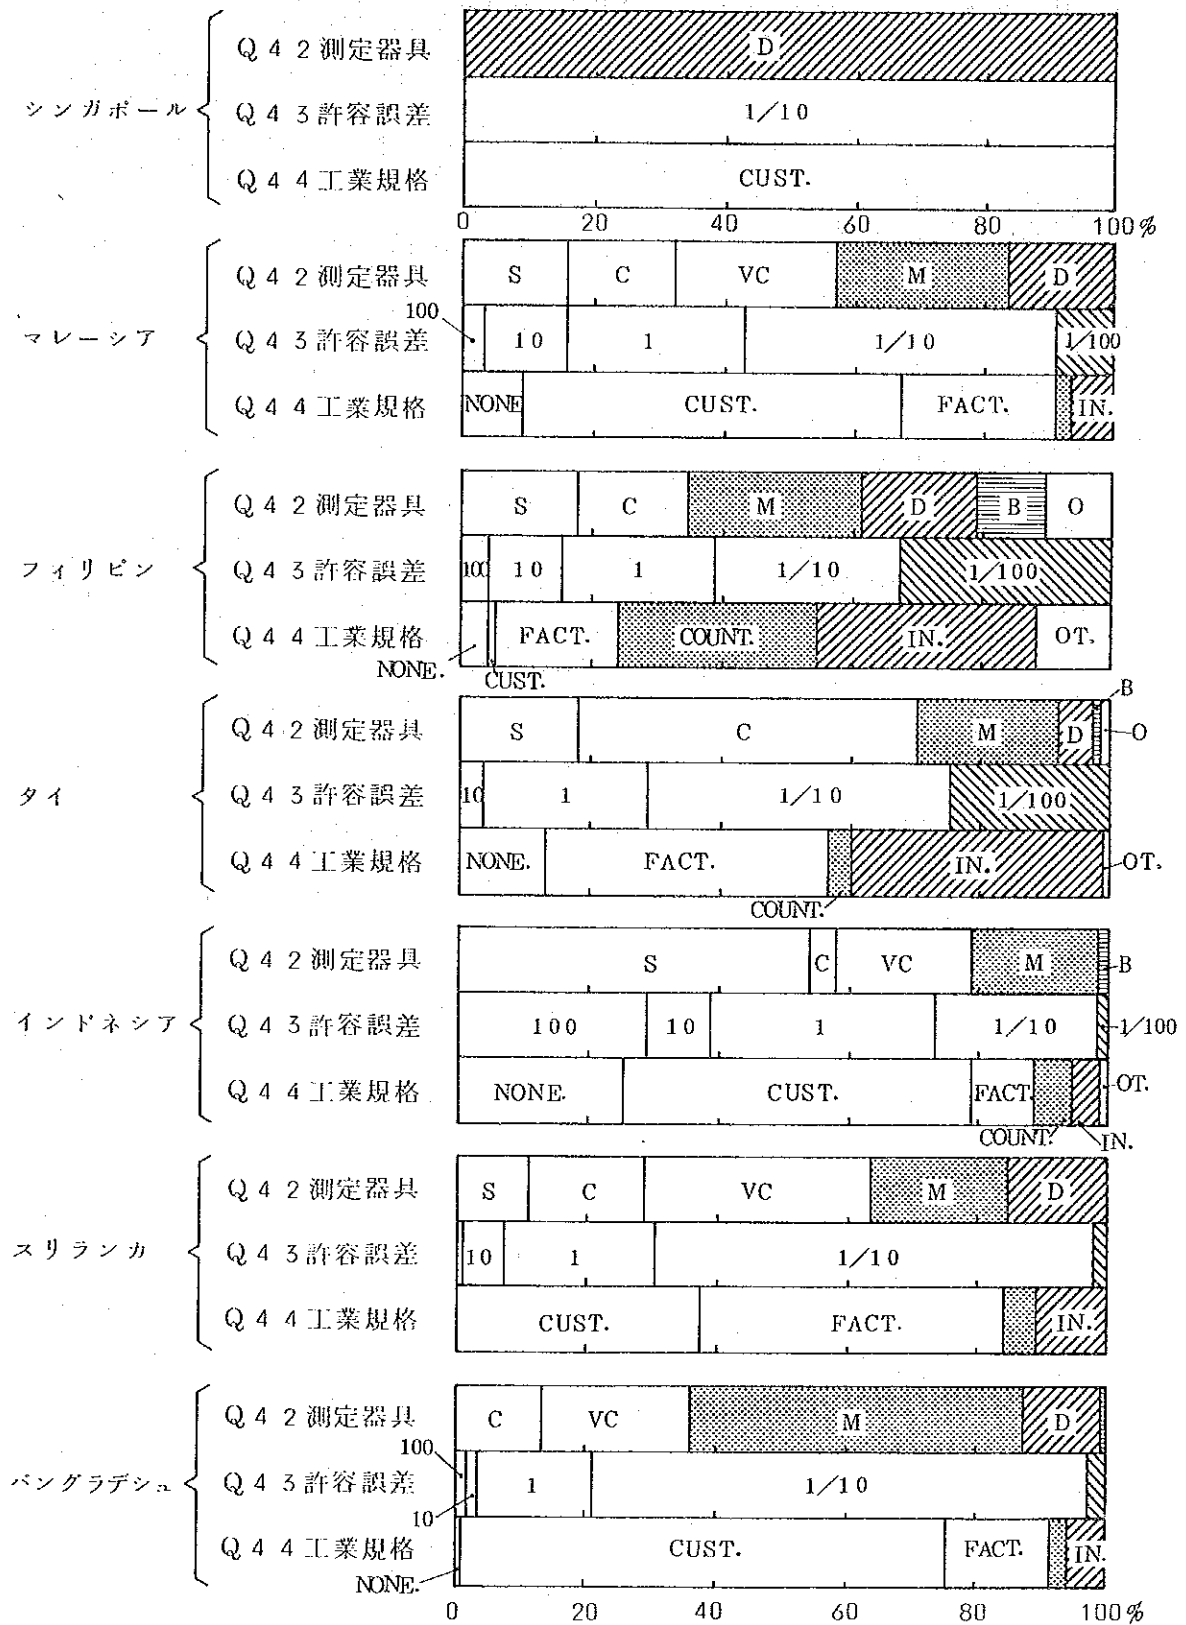 シンガポール
Q42測定器具 D
Q43許容誤差 1/10
Q44工業規格 CUST.
0 20 40 60 80 100%
マレーシア
Q42測定器具 S C VC M D
100
Q43許容誤差 10 1 1/10 1/100
Q44工業規格 NONE CUST. FACT. IN.
フィリピン
Q42測定器具 S C M D B O
Q43許容誤差 100 10 1 1/10 1/100
Q44工業規格 FACT. COUNT. IN. OT.
NONE. CUST.
タイ
B
Q42測定器具 S C M D O
Q43許容誤差 10 1 1/10 1/100
Q44工業規格 NONE. FACT. IN. OT.
COUNT.
インドネシア
Q42測定器具 S C VC M B
Q43許容誤差 100 10 1 1/10 1/100
Q44工業規格 NONE. CUST. FACT. OT.
COUNT. IN.
スリランカ
Q42測定器具 S C VC M D
Q43許容誤差 10 1 1/10
Q44工業規格 CUST. FACT. IN.
バングラデシュ
Q42測定器具 C VC M D
100
Q43許容誤差 1 1/10
10
Q44工業規格 CUST. FACT. IN.
NONE.
0 20 40 60 80 100%